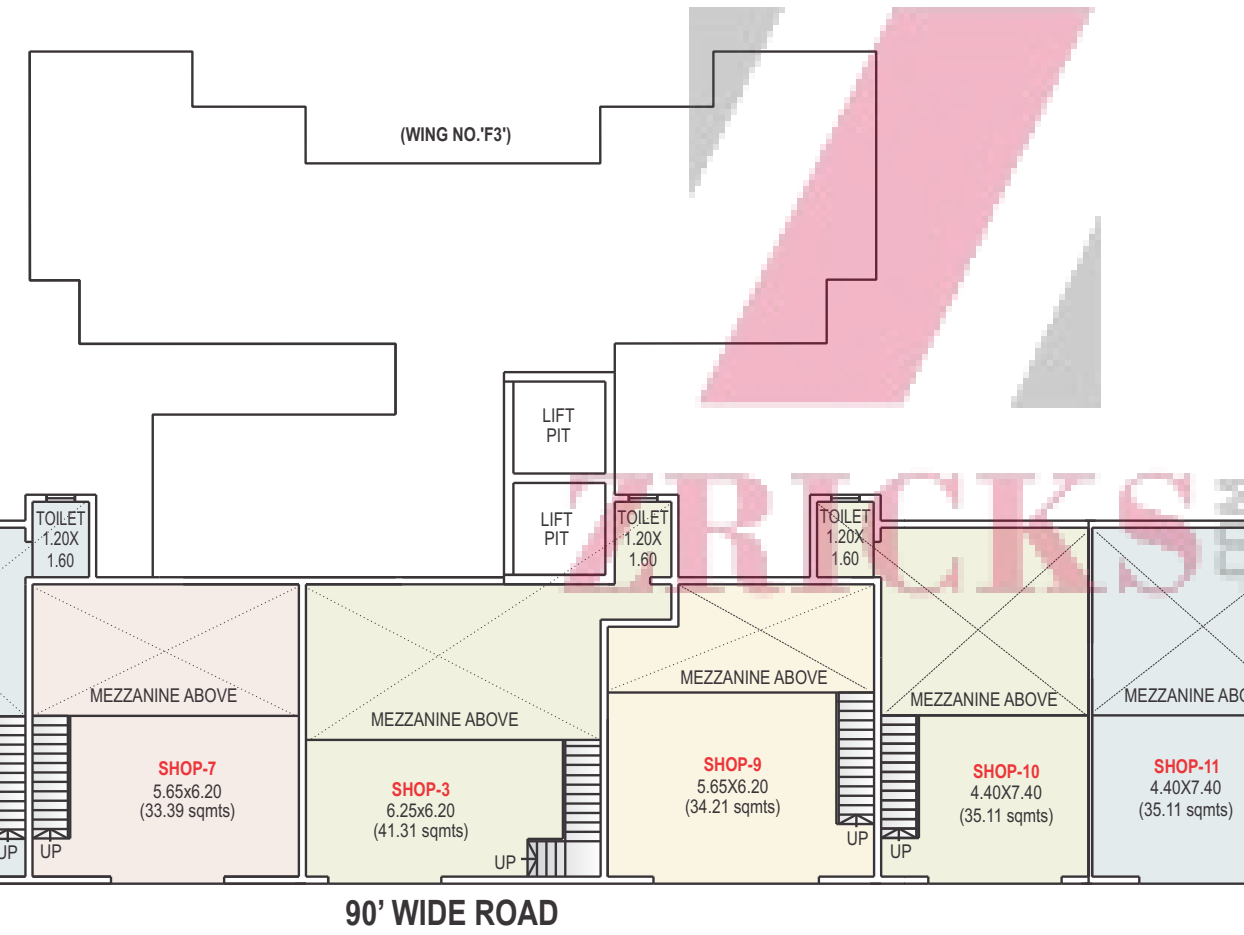 (WING NO.'F3')
LIFT
PIT
LIFT
PIT
ZRICKS
TOILET
1.20X
1.60
TOILET
1.20X
1.60
TOILET
1.20X
1.60
MEZZANINE ABOVE
MEZZANINE ABOVE
MEZZANINE ABOVE
MEZZANINE ABOVE
MEZZANINE ABO
SHOP-7
5.65x6.20
(33.39 sqmts)
SHOP-3
6.25x6.20
(41.31 sqmts)
SHOP-9
5.65X6.20
(34.21 sqmts)
SHOP-10
4.40X7.40
(35.11 sqmts)
SHOP-11
4.40X7.40
(35.11 sqmts)
UP
UP
UP
UP
UP
90’ WIDE ROAD